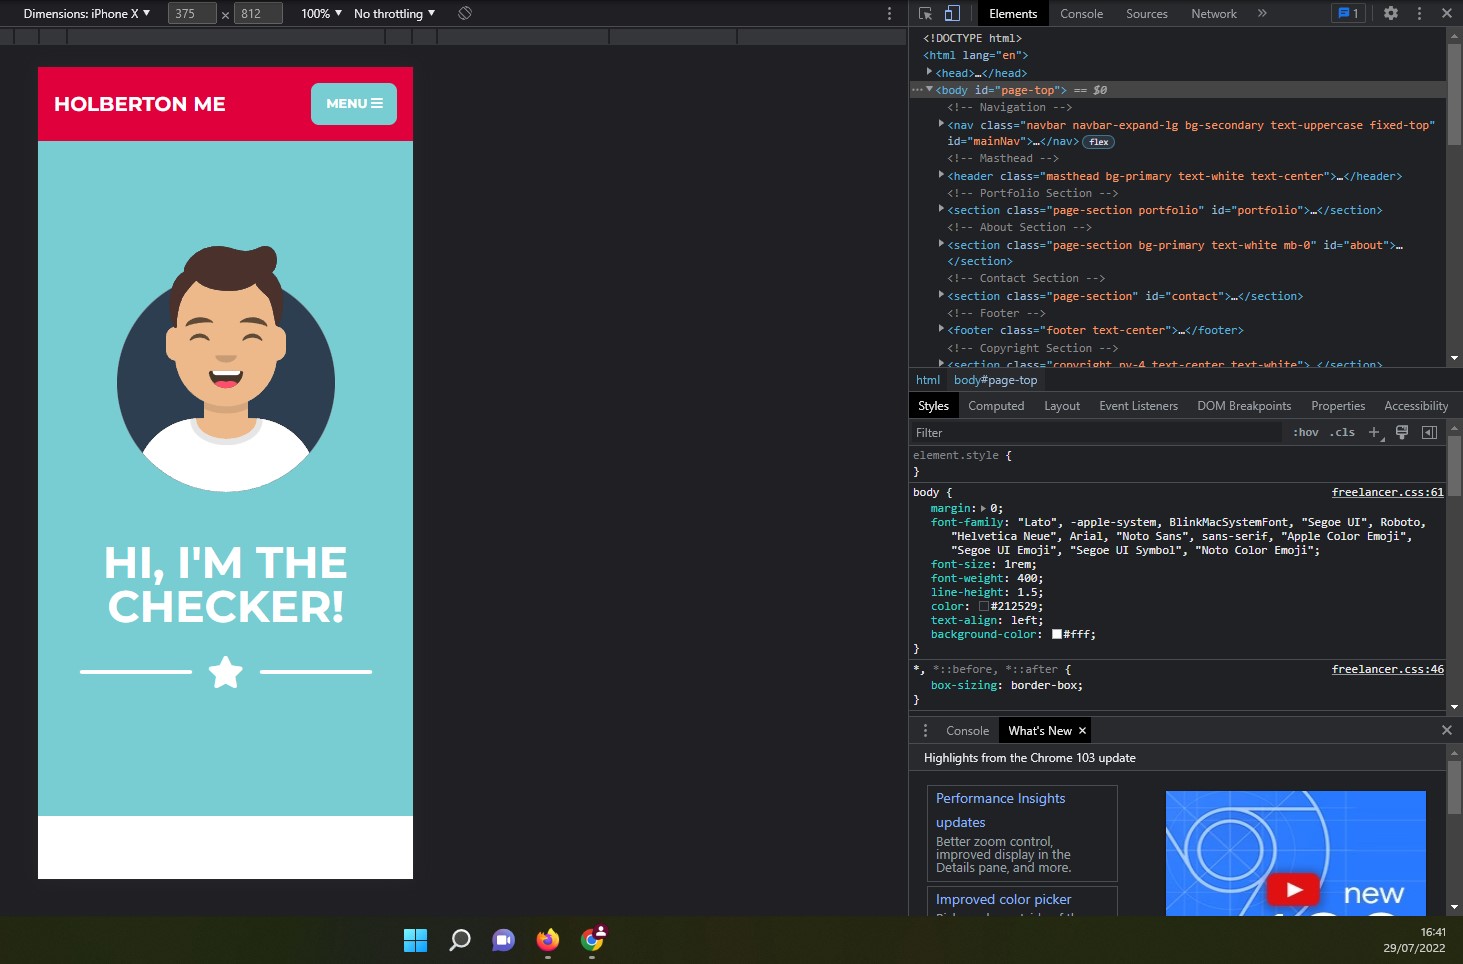 Dimensions: iPhone X ▼ 375 x 812 100% ▼ No throttling ▼
HOLBERTON ME
MENU
HI, I'M THE
CHECKER!
Elements Console Sources Network » 1
<!DOCTYPE html>
<html lang="en">
<head>…</head>
<body id="page-top"> == $0
<!-- Navigation -->
<nav class="navbar navbar-expand-lg bg-secondary text-uppercase fixed-top"
id="mainNav">…</nav> flex
<!-- Masthead -->
<header class="masthead bg-primary text-white text-center">…</header>
<!-- Portfolio Section -->
<section class="page-section portfolio" id="portfolio">…</section>
<!-- About Section -->
<section class="page-section bg-primary text-white mb-0" id="about">…
</section>
<!-- Contact Section -->
<section class="page-section" id="contact">…</section>
<!-- Footer -->
<footer class="footer text-center">…</footer>
<!-- Copyright Section -->
<section class="copyright py-4 text-center text-white"> </section>
html body#page-top
Styles Computed Layout Event Listeners DOM Breakpoints Properties Accessibility
Filter :hov .cls +
element.style {
}
body { freelancer.css:61
margin: 0;
font-family: "Lato", -apple-system, BlinkMacSystemFont, "Segoe UI", Roboto,
"Helvetica Neue", Arial, "Noto Sans", sans-serif, "Apple Color Emoji",
"Segoe UI Emoji", "Segoe UI Symbol", "Noto Color Emoji";
font-size: 1rem;
font-weight: 400;
line-height: 1.5;
color: #212529;
text-align: left;
background-color: #fff;
}
*, *::before, *::after { freelancer.css:46
box-sizing: border-box;
}
Console What's New ×
Highlights from the Chrome 103 update
Performance Insights
updates
Better zoom control,
improved display in the
Details pane, and more.
Improved color picker
new
16:41
29/07/2022